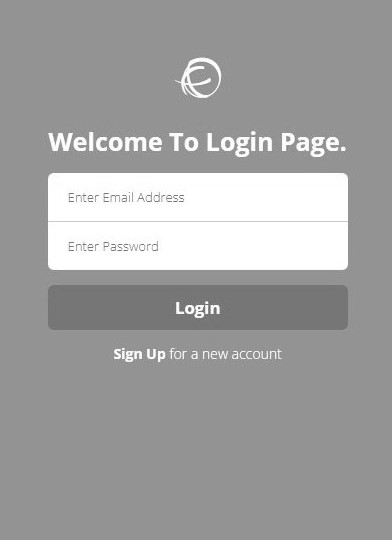 Welcome To Login Page.
Enter Email Address
Enter Password
Login
Sign Up for a new account